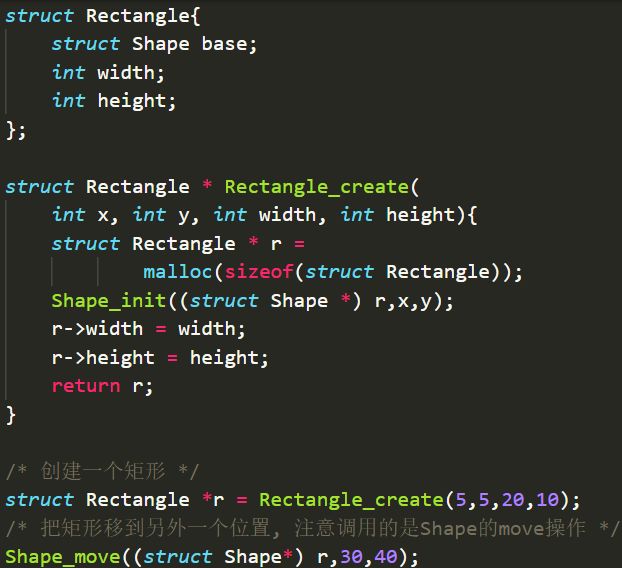 struct Rectangle{
    struct Shape base;
    int width;
    int height;
};

struct Rectangle * Rectangle_create(
    int x, int y, int width, int height){
    struct Rectangle * r =
            malloc(sizeof(struct Rectangle));
    Shape_init((struct Shape *) r,x,y);
    r->width = width;
    r->height = height;
    return r;
}

/* 创建一个矩形 */
struct Rectangle *r = Rectangle_create(5,5,20,10);
/* 把矩形移到另外一个位置, 注意调用的是Shape的move操作 */
Shape_move((struct Shape*) r,30,40);